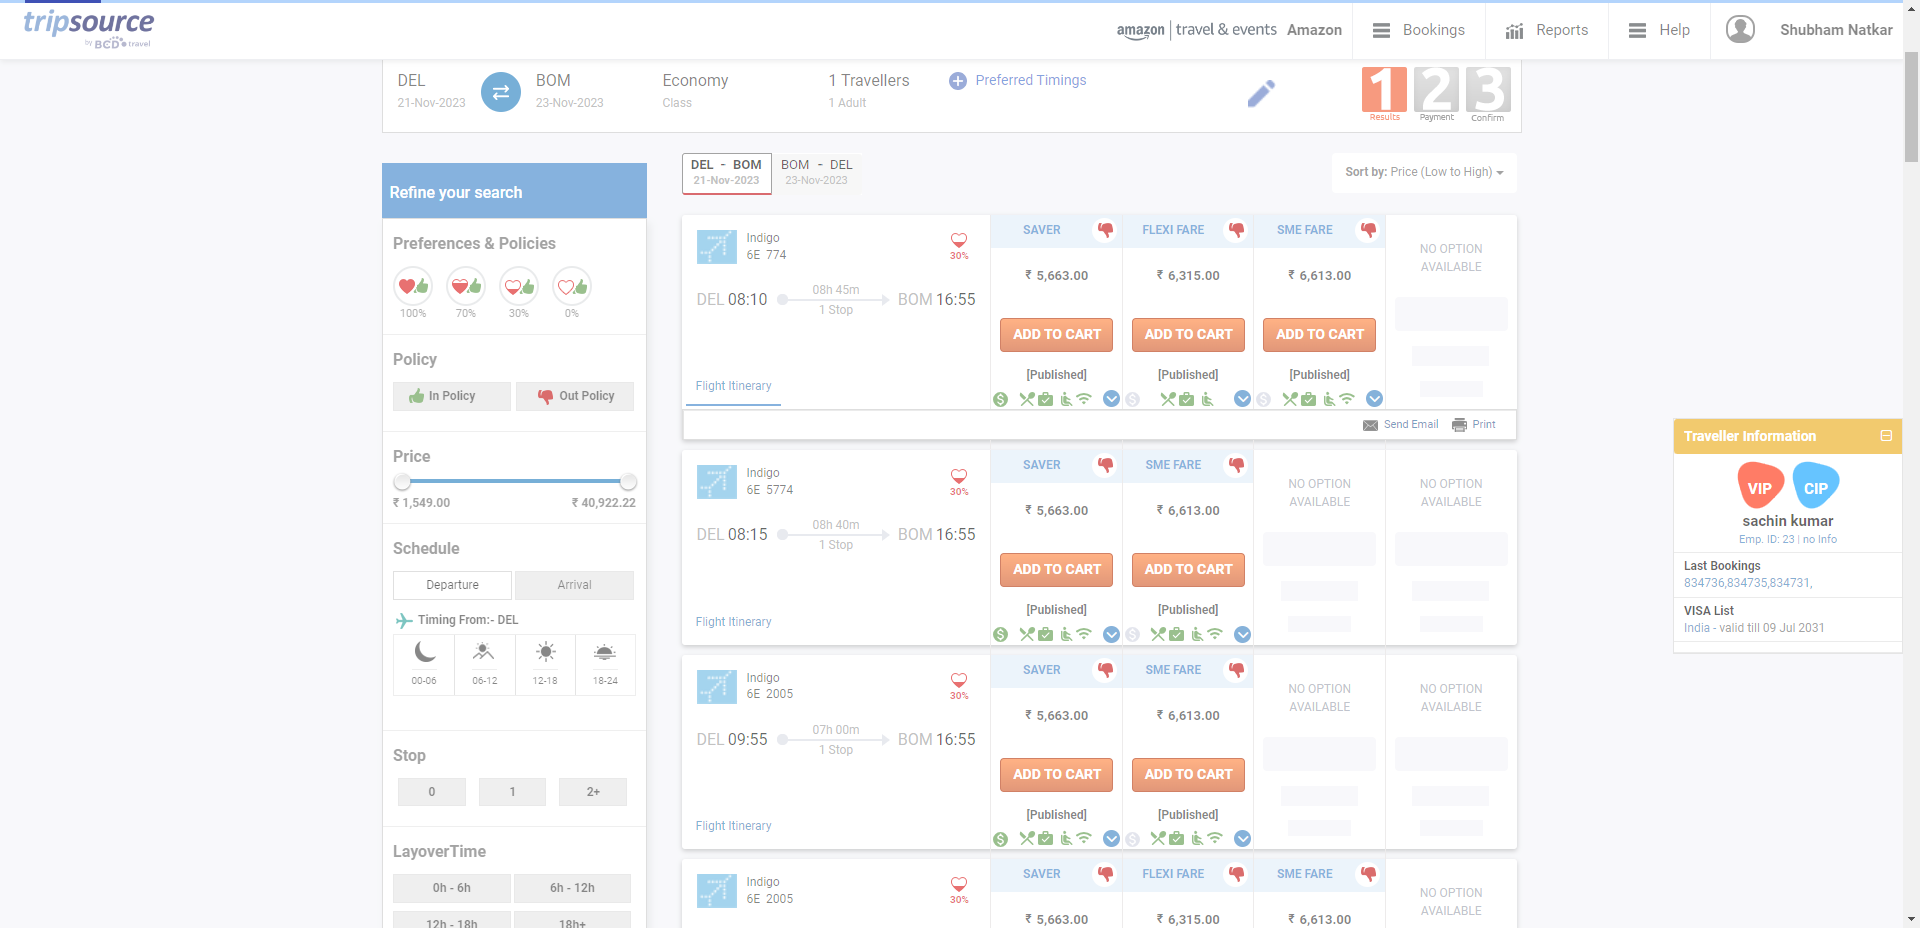 tripsource
by BCD travel
amazon travel & events Amazon
Bookings
Reports
Help
Shubham Natkar
DEL
21-Nov-2023
BOM
23-Nov-2023
Economy
Class
1 Travellers
1 Adult
Preferred Timings
1 Results
2 Payment
3 Confirm
Refine your search
Preferences & Policies
100% 70% 30% 0%
Policy
In Policy Out Policy
Price
₹ 1,549.00 ₹ 40,922.22
Schedule
Departure Arrival
Timing From:- DEL
00-06 06-12 12-18 18-24
Stop
0 1 2+
LayoverTime
0h - 6h 6h - 12h
12h - 18h 18h+
DEL - BOM
21-Nov-2023
BOM - DEL
23-Nov-2023
Sort by: Price (Low to High)
Indigo
6E 774
30%
DEL 08:10
08h 45m
1 Stop
BOM 16:55
Flight Itinerary
SAVER
₹ 5,663.00
ADD TO CART
[Published]
FLEXI FARE
₹ 6,315.00
ADD TO CART
[Published]
SME FARE
₹ 6,613.00
ADD TO CART
[Published]
NO OPTION
AVAILABLE
Send Email Print
Indigo
6E 5774
30%
DEL 08:15
08h 40m
1 Stop
BOM 16:55
Flight Itinerary
SAVER
₹ 5,663.00
ADD TO CART
[Published]
SME FARE
₹ 6,613.00
ADD TO CART
[Published]
NO OPTION
AVAILABLE
NO OPTION
AVAILABLE
Indigo
6E 2005
30%
DEL 09:55
07h 00m
1 Stop
BOM 16:55
Flight Itinerary
SAVER
₹ 5,663.00
ADD TO CART
[Published]
SME FARE
₹ 6,613.00
ADD TO CART
[Published]
NO OPTION
AVAILABLE
NO OPTION
AVAILABLE
Indigo
6E 2005
30%
SAVER
₹ 5,663.00
FLEXI FARE
₹ 6,315.00
SME FARE
₹ 6,613.00
NO OPTION
AVAILABLE
Traveller Information
VIP CIP
sachin kumar
Emp. ID: 23 | no Info
Last Bookings
834736,834735,834731,
VISA List
India - valid till 09 Jul 2031